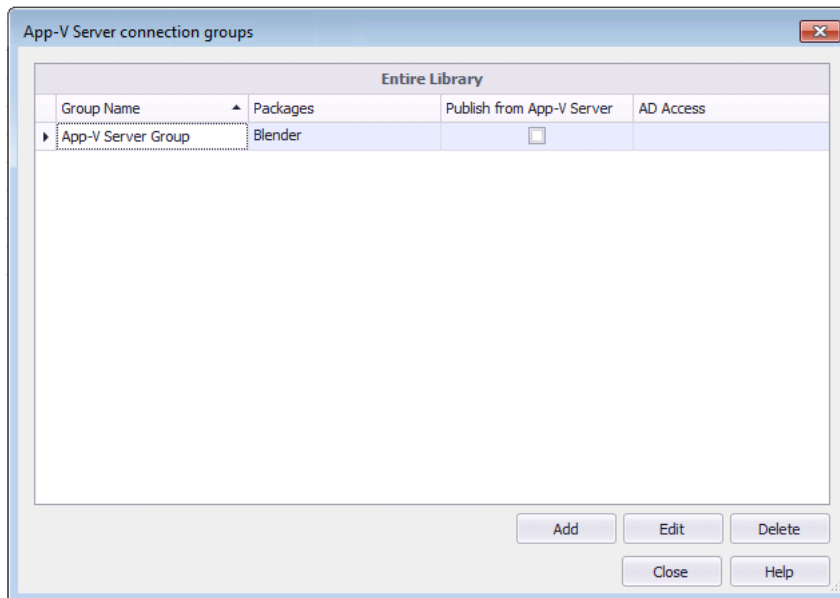 App-V Server connection groups
Entire Library
Group Name Packages Publish from App-V Server AD Access
App-V Server Group Blender
Add Edit Delete
Close Help